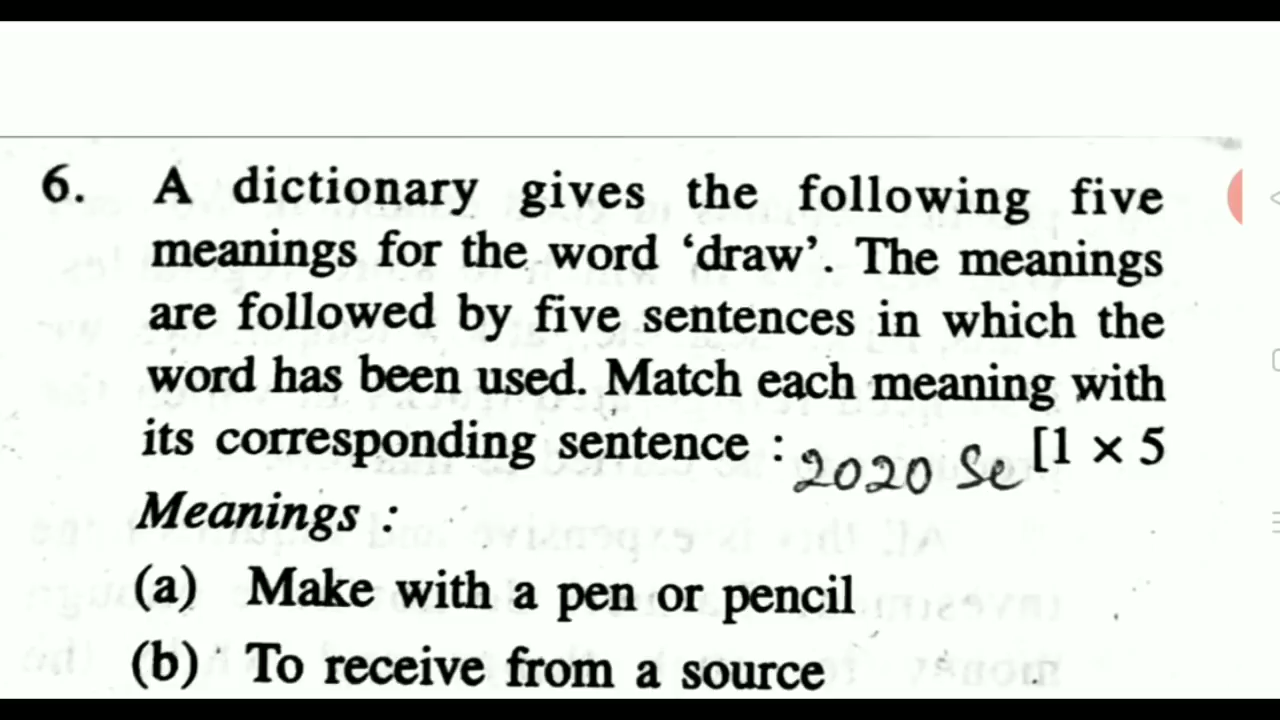 6. A dictionary gives the following five
meanings for the word ‘draw’. The meanings
are followed by five sentences in which the
word has been used. Match each meaning with
its corresponding sentence : 2020 Se [1 × 5
Meanings :
(a) Make with a pen or pencil
(b) To receive from a source